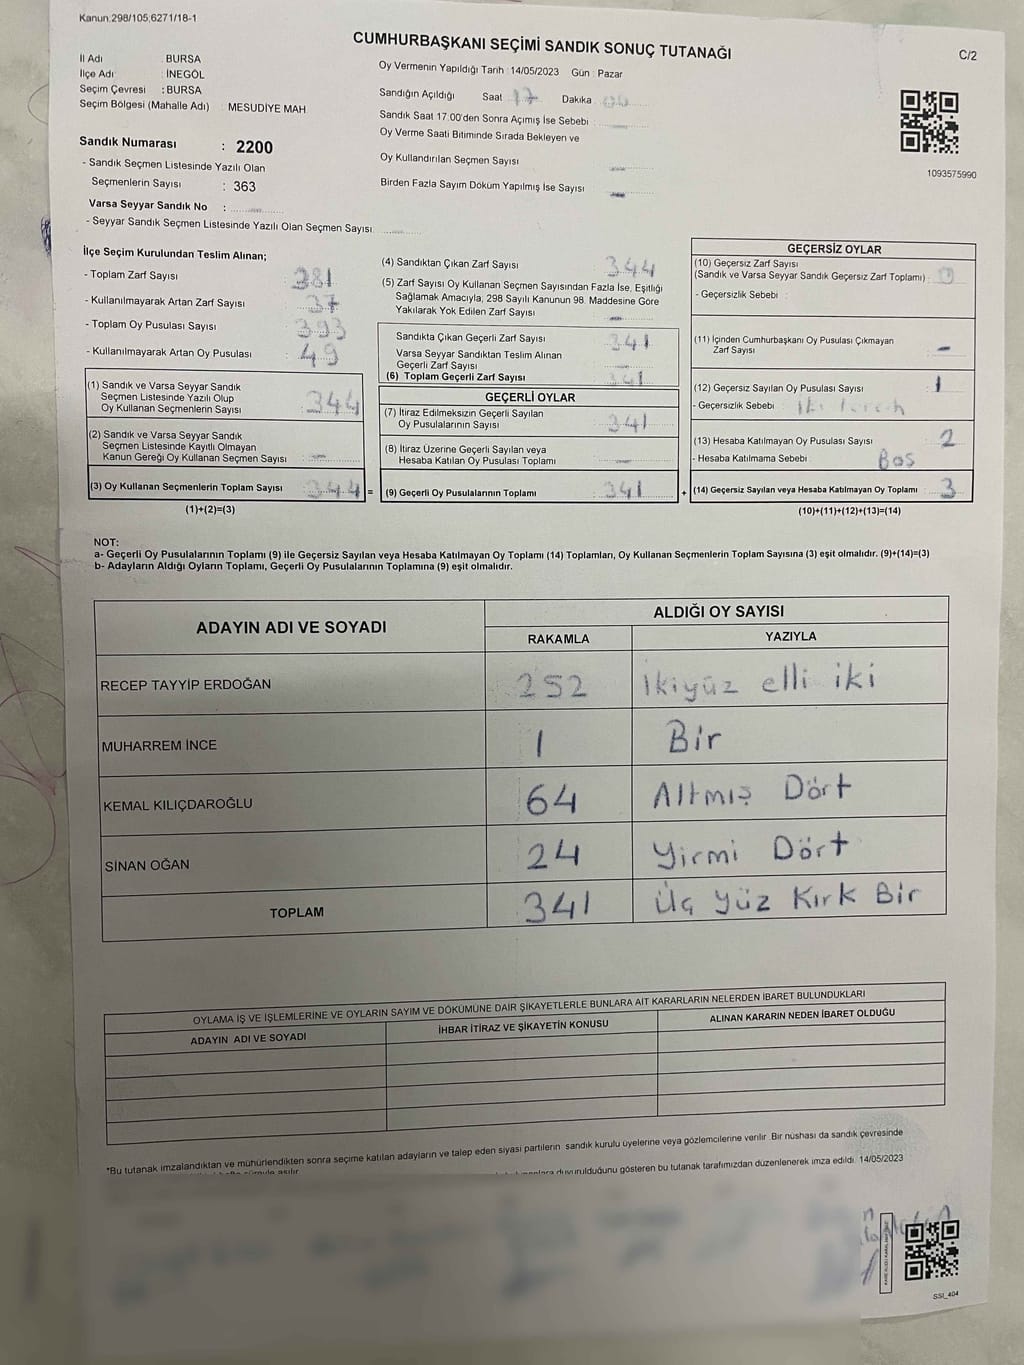 Kanun:298/105,6271/18-1
CUMHURBAŞKANI SEÇİMİ SANDIK SONUÇ TUTANAĞI
C/2
İl Adı : BURSA
İlçe Adı : İNEGÖL
Seçim Çevresi : BURSA
Seçim Bölgesi (Mahalle Adı) : MESUDİYE MAH
Sandık Numarası : 2200
- Sandık Seçmen Listesinde Yazılı Olan
Seçmenlerin Sayısı : 363
Varsa Seyyar Sandık No :
- Seyyar Sandık Seçmen Listesinde Yazılı Olan Seçmen Sayısı
Oy Vermenin Yapıldığı Tarih : 14/05/2023 Gün : Pazar
Sandığın Açıldığı Saat 17 Dakika 00
Sandık Saat 17:00'den Sonra Açımış İse Sebebi
Oy Verme Saati Bitiminde Sırada Bekleyen ve
Oy Kullandırılan Seçmen Sayısı
Birden Fazla Sayım Döküm Yapılmış İse Sayısı
1093575990
İlçe Seçim Kurulundan Teslim Alınan;
- Toplam Zarf Sayısı : 381
- Kullanılmayarak Artan Zarf Sayısı : 37
- Toplam Oy Pusulası Sayısı : 393
- Kullanılmayarak Artan Oy Pusulası : 49
(1) Sandık ve Varsa Seyyar Sandık
Seçmen Listesinde Yazılı Olup
Oy Kullanan Seçmenlerin Sayısı : 344
(2) Sandık ve Varsa Seyyar Sandık
Seçmen Listesinde Kayıtlı Olmayan
Kanun Gereği Oy Kullanan Seçmen Sayısı : -
(3) Oy Kullanan Seçmenlerin Toplam Sayısı : 344 =
(1)+(2)=(3)
(4) Sandıktan Çıkan Zarf Sayısı 344
(5) Zarf Sayısı Oy Kullanan Seçmen Sayısından Fazla İse, Eşitliği
Sağlamak Amacıyla, 298 Sayılı Kanunun 98. Maddesine Göre
Yakılarak Yok Edilen Zarf Sayısı -
Sandıkta Çıkan Geçerli Zarf Sayısı 341
Varsa Seyyar Sandıktan Teslim Alınan
Geçerli Zarf Sayısı
(6) Toplam Geçerli Zarf Sayısı 341
GEÇERLİ OYLAR
(7) İtiraz Edilmeksizin Geçerli Sayılan
Oy Pusulalarının Sayısı 341
(8) İtiraz Üzerine Geçerli Sayılan veya
Hesaba Katılan Oy Pusulası Toplamı -
(9) Geçerli Oy Pusulalarının Toplamı 341 +
GEÇERSİZ OYLAR
(10) Geçersiz Zarf Sayısı
(Sandık ve Varsa Seyyar Sandık Geçersiz Zarf Toplamı) : 0
- Geçersizlik Sebebi :
(11) İçinden Cumhurbaşkanı Oy Pusulası Çıkmayan
Zarf Sayısı -
(12) Geçersiz Sayılan Oy Pusulası Sayısı 1
- Geçersizlik Sebebi : iki tercih
(13) Hesaba Katılmayan Oy Pusulası Sayısı 2
- Hesaba Katılmama Sebebi Boş
(14) Geçersiz Sayılan veya Hesaba Katılmayan Oy Toplamı 3
(10)+(11)+(12)+(13)=(14)
NOT:
a- Geçerli Oy Pusulalarının Toplamı (9) ile Geçersiz Sayılan veya Hesaba Katılmayan Oy Toplamı (14) Toplamları, Oy Kullanan Seçmenlerin Toplam Sayısına (3) eşit olmalıdır. (9)+(14)=(3)
b- Adayların Aldığı Oyların Toplamı, Geçerli Oy Pusulalarının Toplamına (9) eşit olmalıdır.
ADAYIN ADI VE SOYADI
ALDIĞI OY SAYISI
RAKAMLA YAZIYLA
RECEP TAYYİP ERDOĞAN 252 İkiyüz elli iki
MUHARREM İNCE 1 Bir
KEMAL KILIÇDAROĞLU 64 Altmış Dört
SİNAN OĞAN 24 Yirmi Dört
TOPLAM 341 Üç Yüz Kırk Bir
OYLAMA İŞ VE İŞLEMLERİNE VE OYLARIN SAYIM VE DÖKÜMÜNE DAİR ŞİKAYETLERLE BUNLARA AİT KARARLARIN NELERDEN İBARET BULUNDUKLARI
ADAYIN ADI VE SOYADI İHBAR İTİRAZ VE ŞİKAYETİN KONUSU ALINAN KARARIN NEDEN İBARET OLDUĞU
*Bu tutanak imzalandıktan ve mühürlendikten sonra seçime katılan adayların ve talep eden siyasi partilerin sandık kurulu üyelerine veya gözlemcilerine verilir. Bir nüshası da sandık çevresinde
duyurulduğunu gösteren bu tutanak tarafımızdan düzenlenerek imza edildi. 14/05/2023
SSI_404